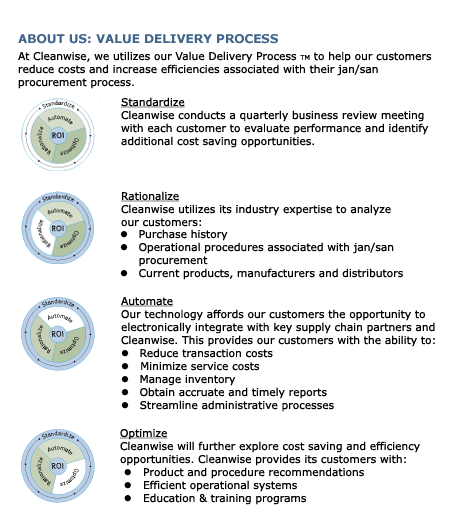 ABOUT US: VALUE DELIVERY PROCESS
At Cleanwise, we utilizes our Value Delivery Process TM to help our customers
reduce costs and increase efficiencies associated with their jan/san
procurement process.
Standardize
Automate
Rationalize
ROI
Optimize
Standardize
Cleanwise conducts a quarterly business review meeting
with each customer to evaluate performance and identify
additional cost saving opportunities.
Standardize
Automate
Rationalize
ROI
Optimize
Rationalize
Cleanwise utilizes its industry expertise to analyze
our customers:
● Purchase history
● Operational procedures associated with jan/san
procurement
● Current products, manufacturers and distributors
Standardize
Automate
Rationalize
ROI
Optimize
Automate
Our technology affords our customers the opportunity to
electronically integrate with key supply chain partners and
Cleanwise. This provides our customers with the ability to:
● Reduce transaction costs
● Minimize service costs
● Manage inventory
● Obtain accruate and timely reports
● Streamline administrative processes
Standardize
Automate
Rationalize
ROI
Optimize
Optimize
Cleanwise will further explore cost saving and efficiency
opportunities. Cleanwise provides its customers with:
● Product and procedure recommendations
● Efficient operational systems
● Education & training programs